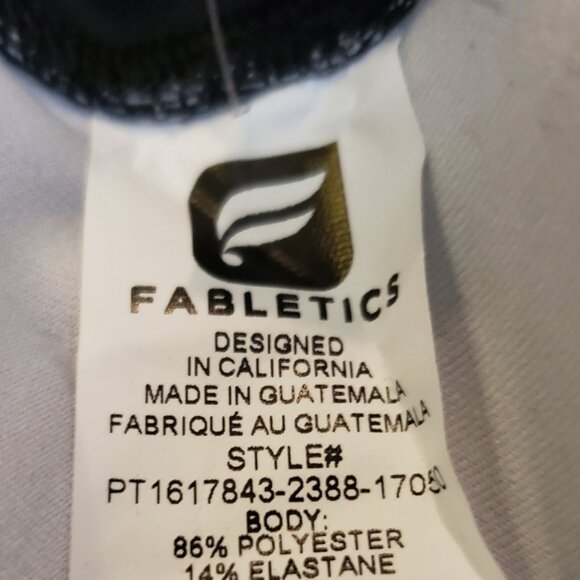 FABLETICS
DESIGNED
IN CALIFORNIA
MADE IN GUATEMALA
FABRIQUÉ AU GUATEMALA
STYLE#
PT1617843-2388-17050
BODY:
86% POLYESTER
14% ELASTANE